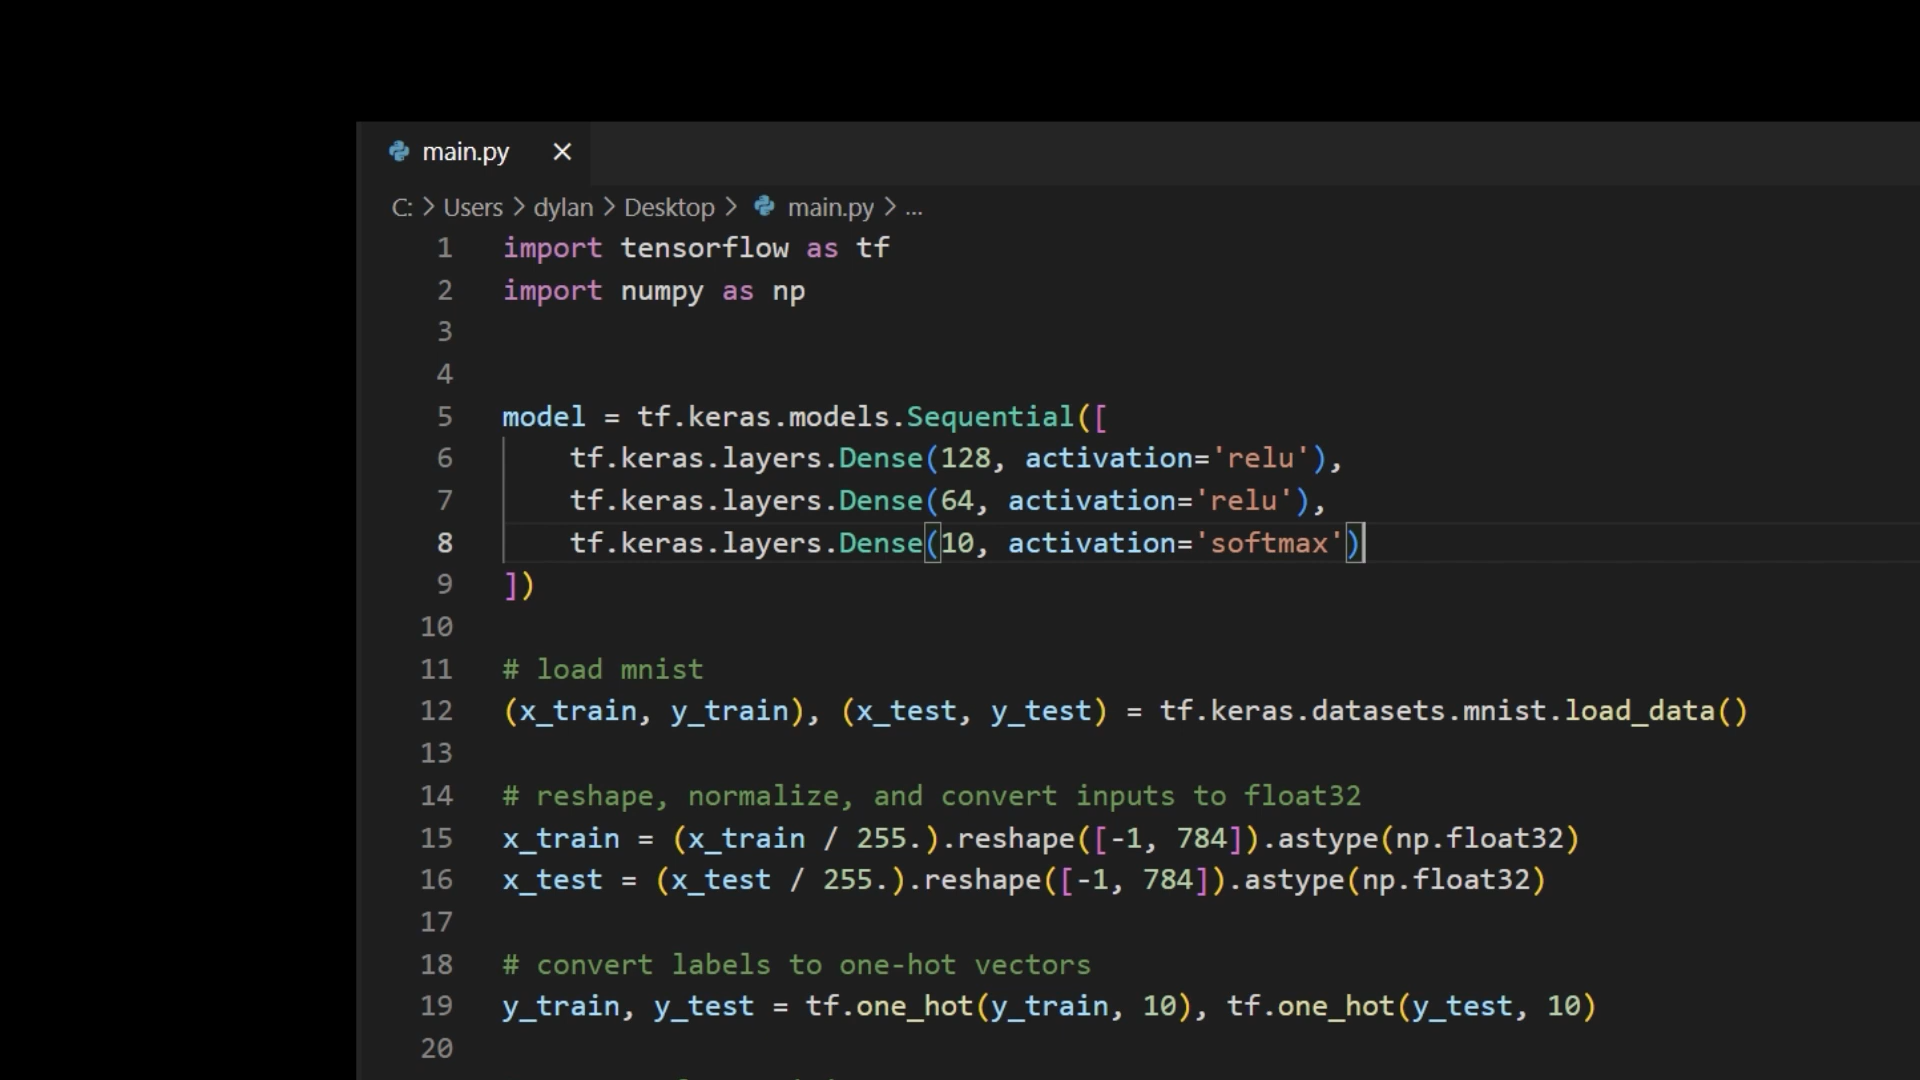 main.py
C: > Users > dylan > Desktop > main.py > ...
1 import tensorflow as tf
2 import numpy as np
3
4
5 model = tf.keras.models.Sequential([
6     tf.keras.layers.Dense(128, activation='relu'),
7     tf.keras.layers.Dense(64, activation='relu'),
8     tf.keras.layers.Dense(10, activation='softmax')
9 ])
10
11 # load mnist
12 (x_train, y_train), (x_test, y_test) = tf.keras.datasets.mnist.load_data()
13
14 # reshape, normalize, and convert inputs to float32
15 x_train = (x_train / 255.).reshape([-1, 784]).astype(np.float32)
16 x_test = (x_test / 255.).reshape([-1, 784]).astype(np.float32)
17
18 # convert labels to one-hot vectors
19 y_train, y_test = tf.one_hot(y_train, 10), tf.one_hot(y_test, 10)
20